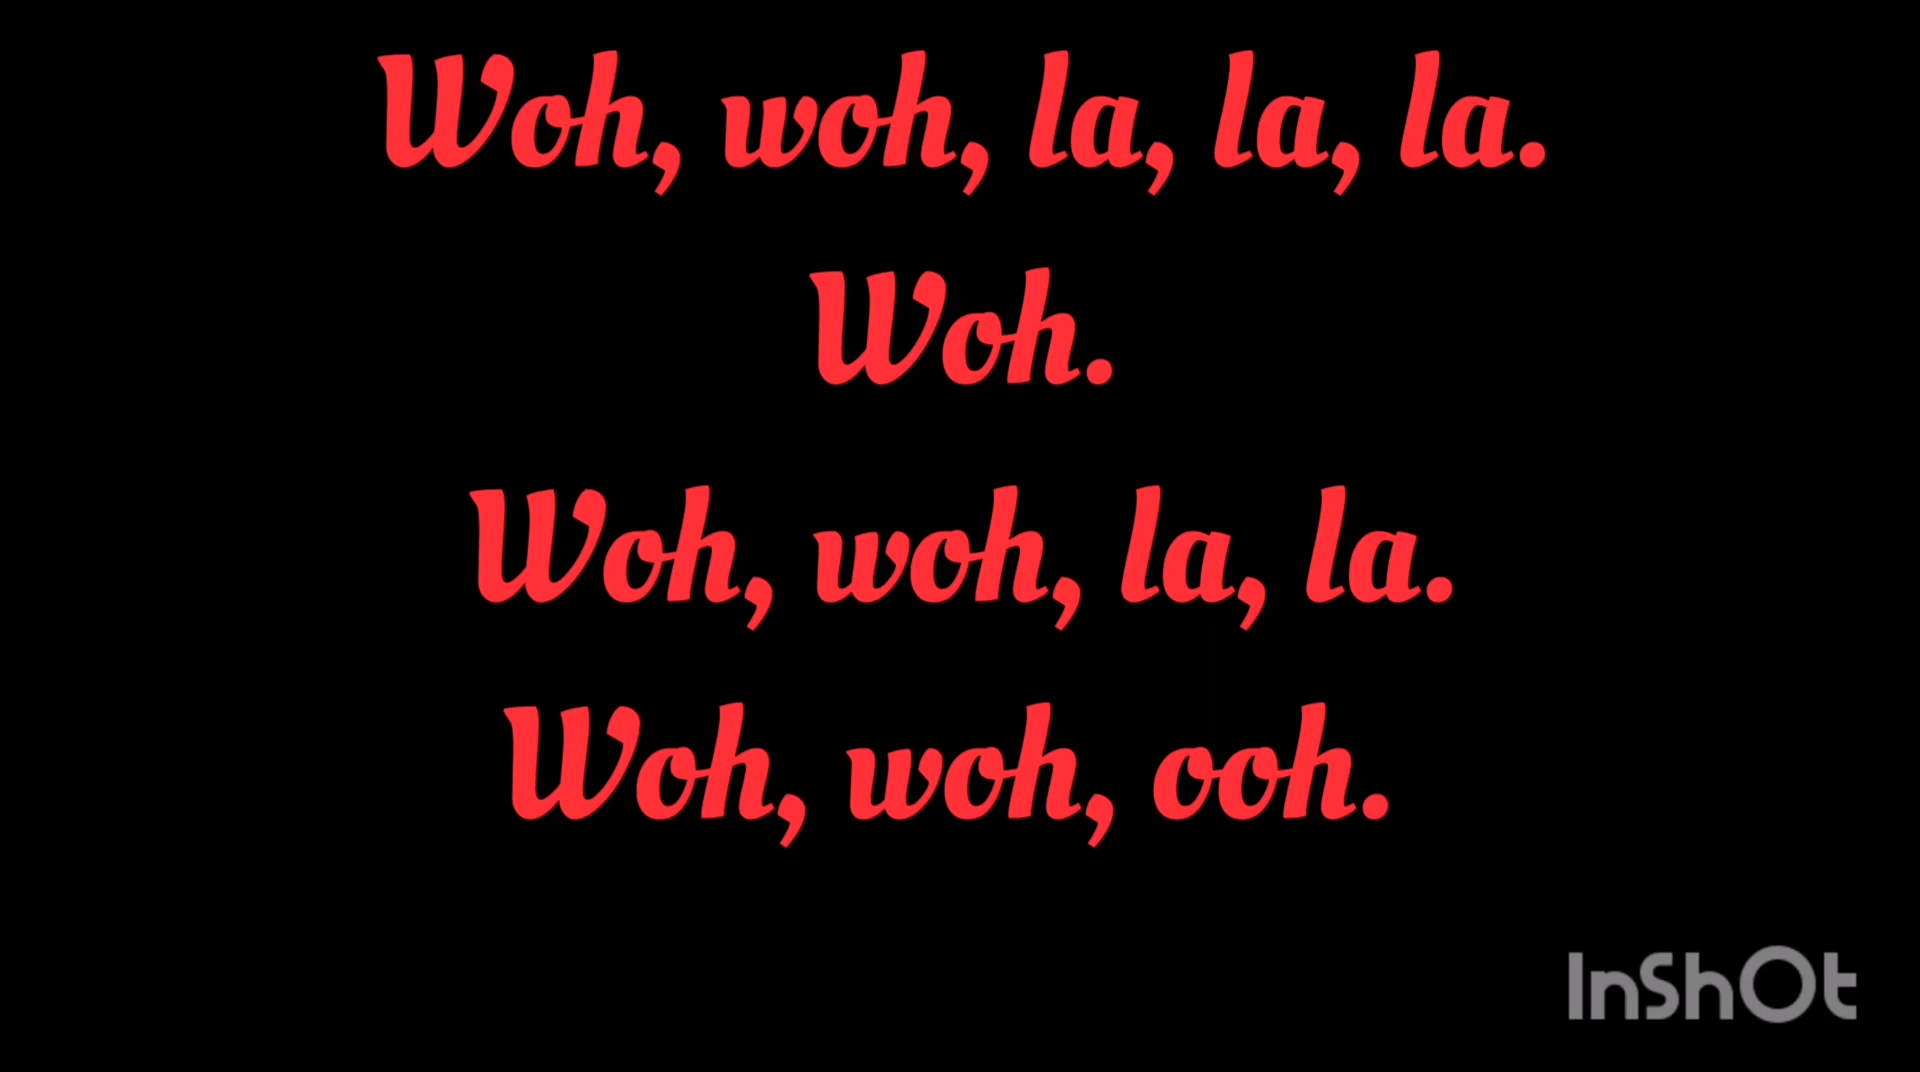 Woh, woh, la, la, la.
Woh.
Woh, woh, la, la.
Woh, woh, ooh.
InShOt